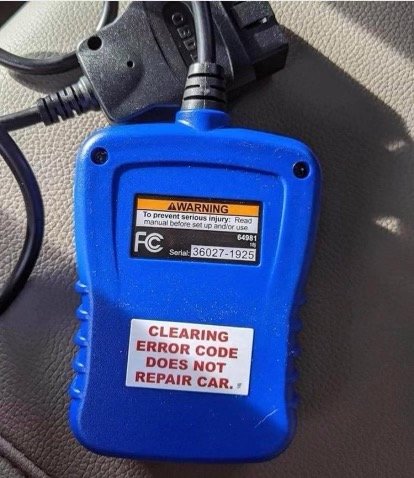 OBD
⚠WARNING
To prevent serious injury: Read
manual before set up and/or use.
64981
FC
Serial: 36027-1925
CLEARING
ERROR CODE
DOES NOT
REPAIR CAR.